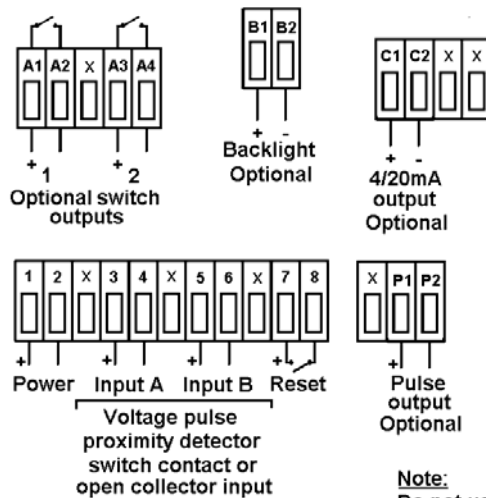 A1 A2 X A3 A4
+ +
1 2
Optional switch
outputs
B1 B2
+ -
Backlight
Optional
C1 C2 X X
+ -
4/20mA
output
Optional
1 2 X 3 4 X 5 6 X 7 8
+ + + +
Power Input A Input B Reset
Voltage pulse
proximity detector
switch contact or
open collector input
X P1 P2
+
Pulse
output
Optional
Note: